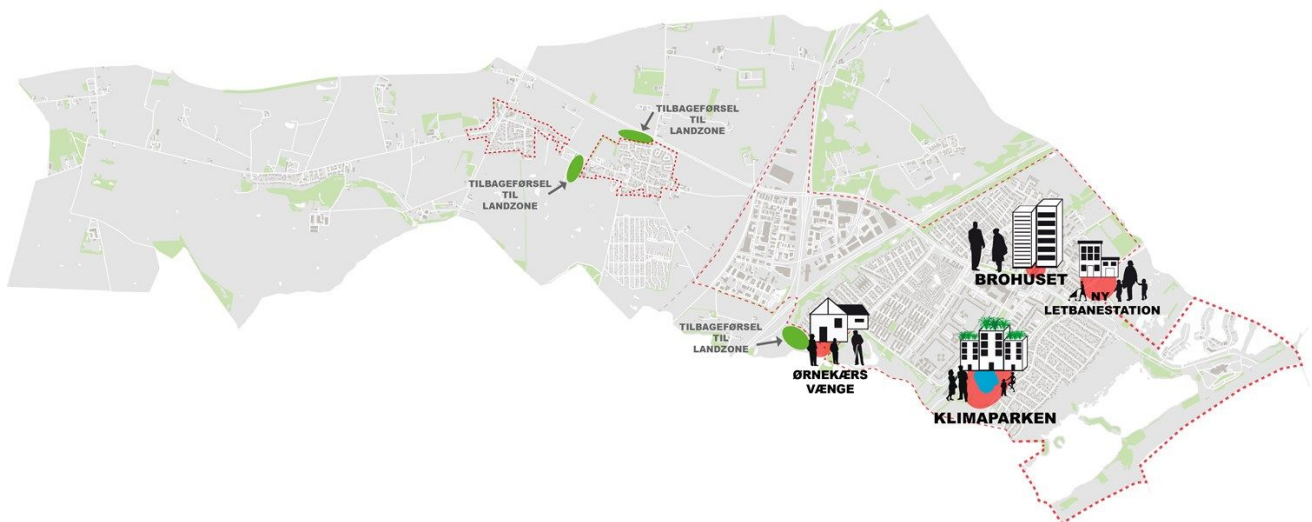 TILBAGEFØRSEL
TIL
LANDZONE
TILBAGEFØRSEL
TIL
LANDZONE
BROHUSET
NY
LETBANESTATION
TILBAGEFØRSEL
TIL
LANDZONE
ØRNEKÆRS
VÆNGE
KLIMAPARKEN